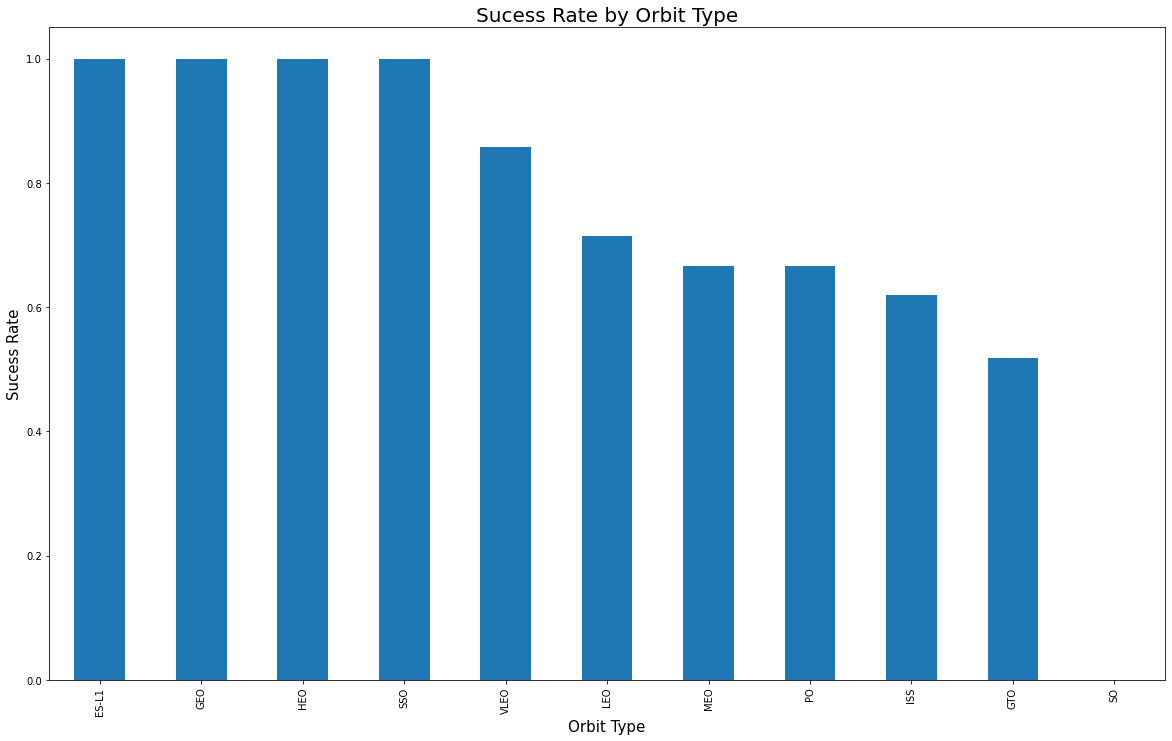 Sucess Rate by Orbit Type
Sucess Rate
1.0
0.8
0.6
0.4
0.2
0.0
ES-L1
GEO
HEO
SSO
VLEO
LEO
MEO
PO
ISS
GTO
SO
Orbit Type